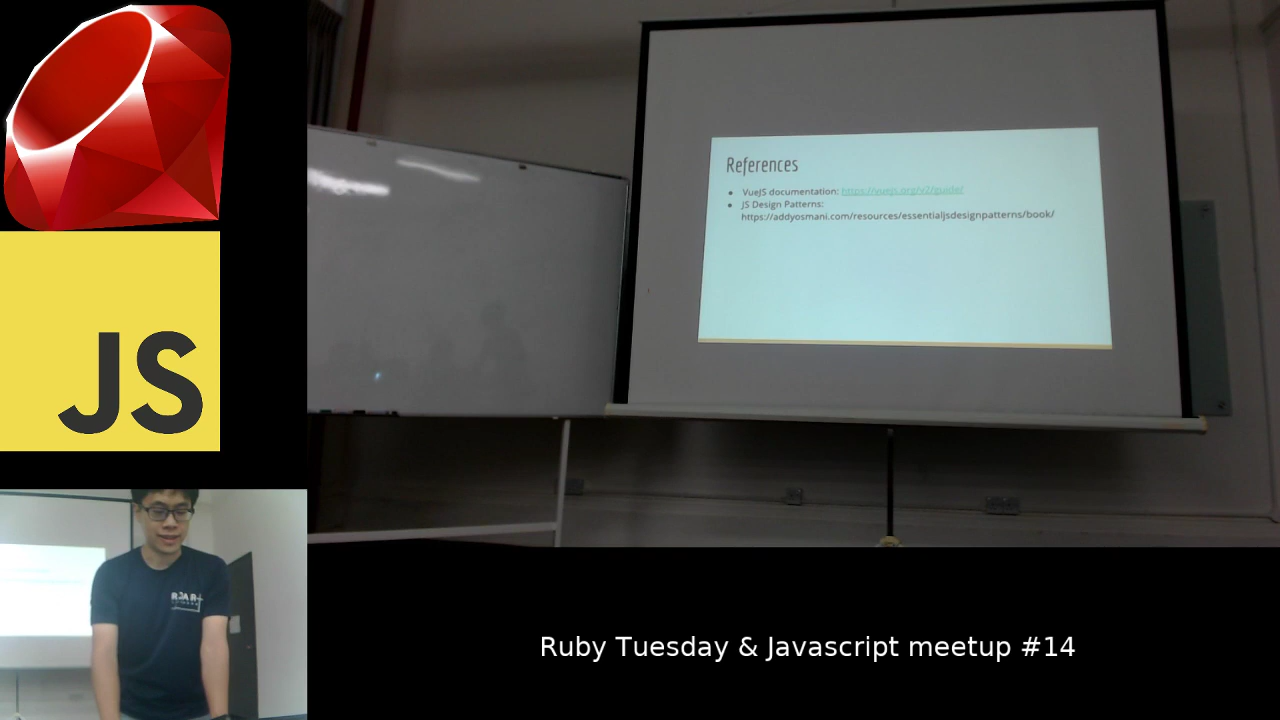 JS
References
● VueJS documentation: https://vuejs.org/v2/guide/
● JS Design Patterns:
https://addyosmani.com/resources/essentialjsdesignpatterns/book/
Ruby Tuesday & Javascript meetup #14